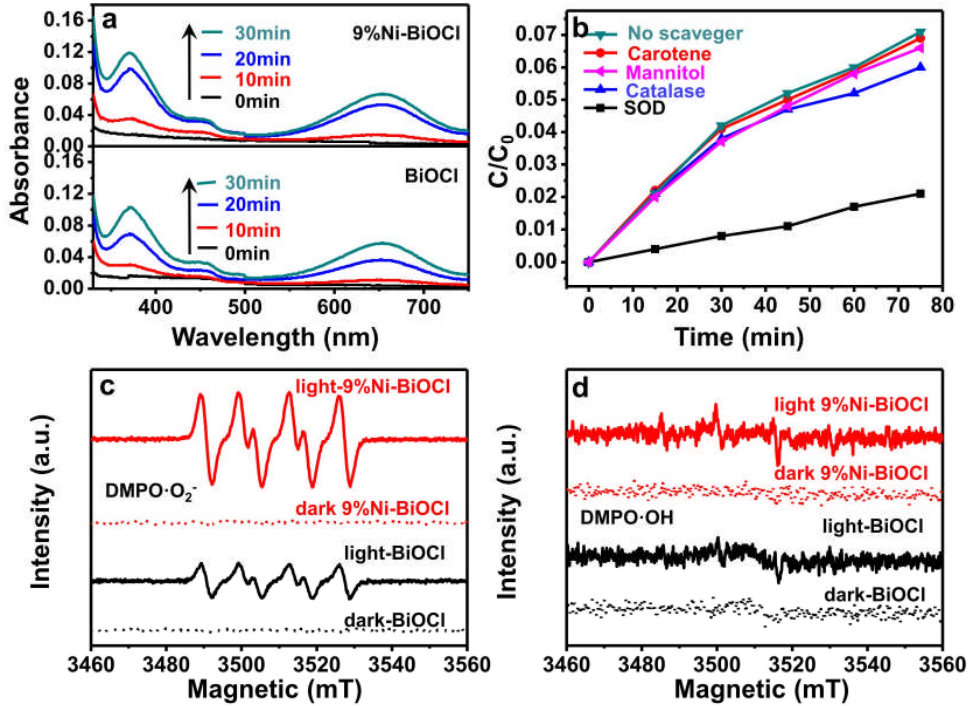 a
9%Ni-BiOCl
30min
20min
10min
0min
0.16
0.12
0.08
0.04
0.00
BiOCl
30min
20min
10min
0min
0.16
0.12
0.08
0.04
0.00
400 500 600 700
Wavelength (nm)
Absorbance
b
No scaveger
Carotene
Mannitol
Catalase
SOD
0.07
0.06
0.05
0.04
0.03
0.02
0.01
0.00
0 10 20 30 40 50 60 70 80
Time (min)
C/C₀
c
light-9%Ni-BiOCl
DMPO·O₂⁻
dark 9%Ni-BiOCl
light-BiOCl
dark-BiOCl
3460 3480 3500 3520 3540 3560
Magnetic (mT)
Intensity (a.u.)
d
light 9%Ni-BiOCl
dark 9%Ni-BiOCl
DMPO·OH
light-BiOCl
dark-BiOCl
3460 3480 3500 3520 3540 3560
Magnetic (mT)
Intensity (a.u.)